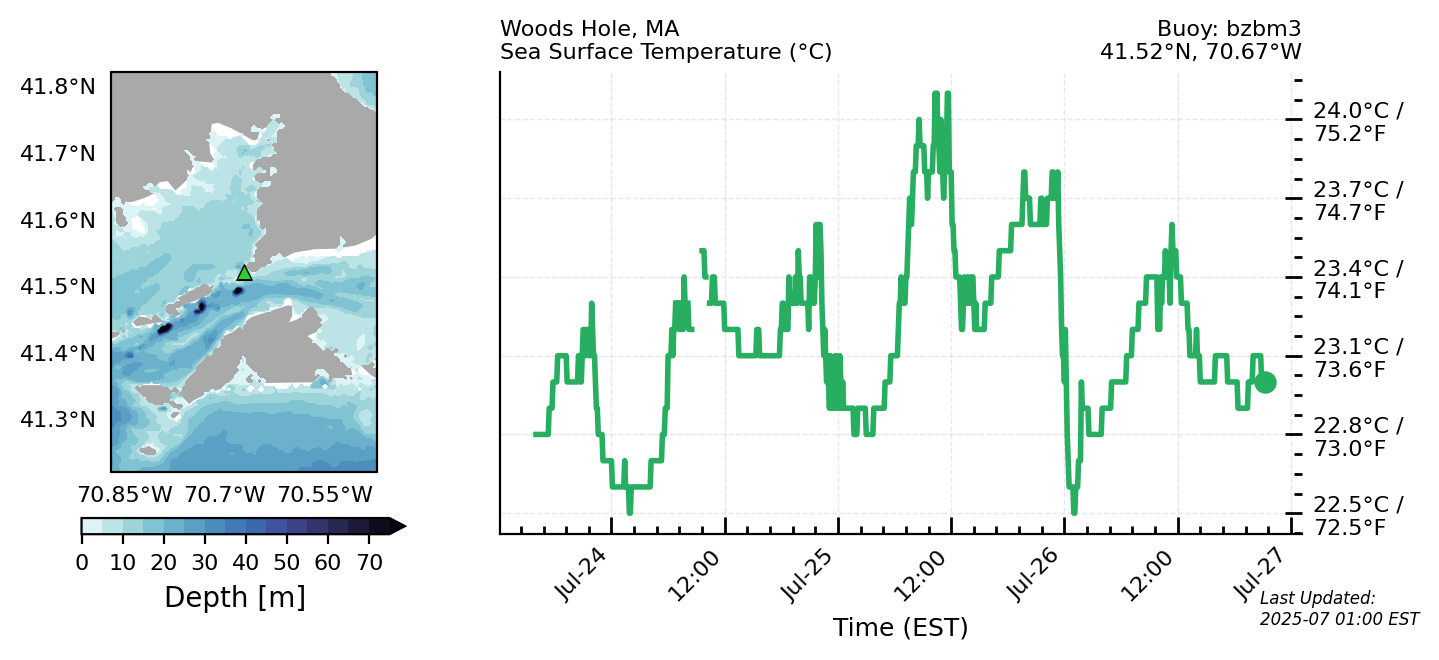 Woods Hole, MA
Sea Surface Temperature (°C)
Buoy: bzbm3
41.52°N, 70.67°W
41.8°N
41.7°N
41.6°N
41.5°N
41.4°N
41.3°N
70.85°W 70.7°W 70.55°W
0 10 20 30 40 50 60 70
Depth [m]
24.0°C /
75.2°F
23.7°C /
74.7°F
23.4°C /
74.1°F
23.1°C /
73.6°F
22.8°C /
73.0°F
22.5°C /
72.5°F
Jul-24
12:00
Jul-25
12:00
Jul-26
12:00
Jul-27
Time (EST)
Last Updated:
2025-07 01:00 EST